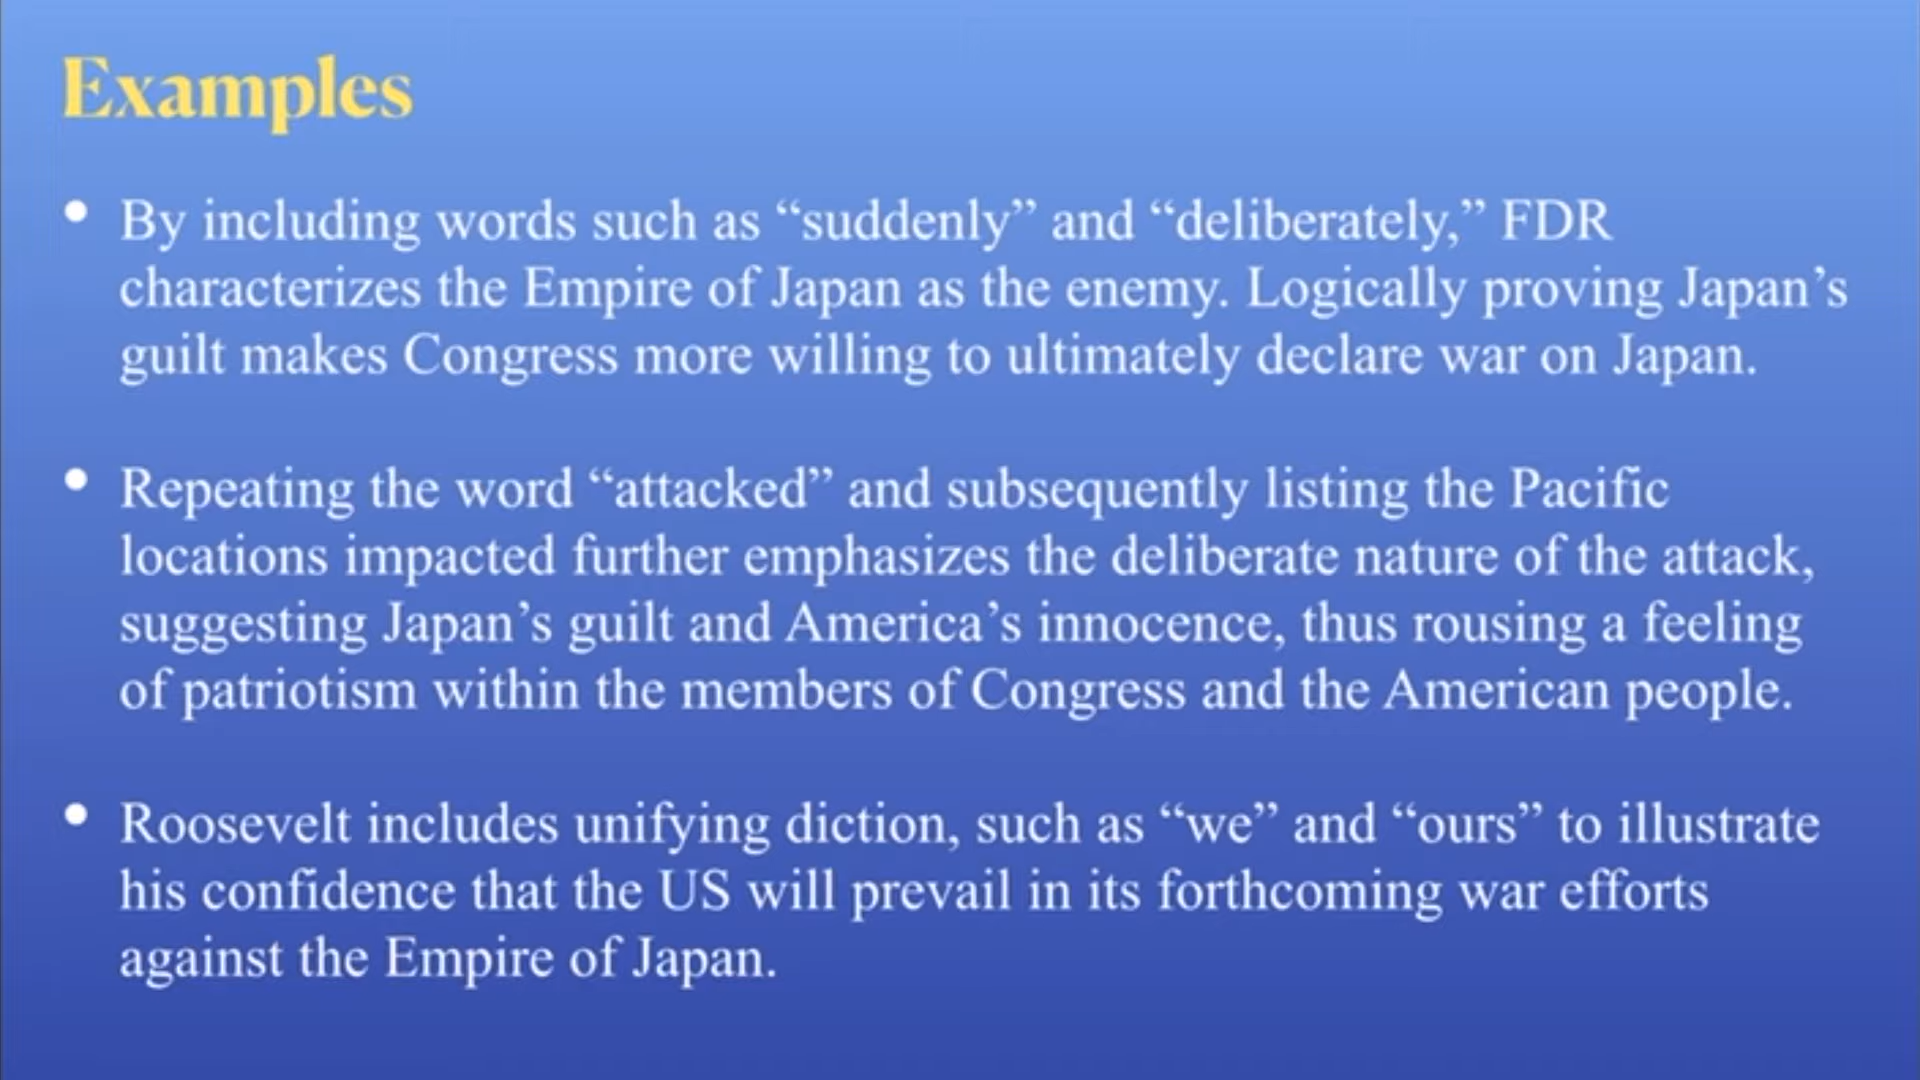 Examples
• By including words such as “suddenly” and “deliberately,” FDR
characterizes the Empire of Japan as the enemy. Logically proving Japan’s
guilt makes Congress more willing to ultimately declare war on Japan.
• Repeating the word “attacked” and subsequently listing the Pacific
locations impacted further emphasizes the deliberate nature of the attack,
suggesting Japan’s guilt and America’s innocence, thus rousing a feeling
of patriotism within the members of Congress and the American people.
• Roosevelt includes unifying diction, such as “we” and “ours” to illustrate
his confidence that the US will prevail in its forthcoming war efforts
against the Empire of Japan.